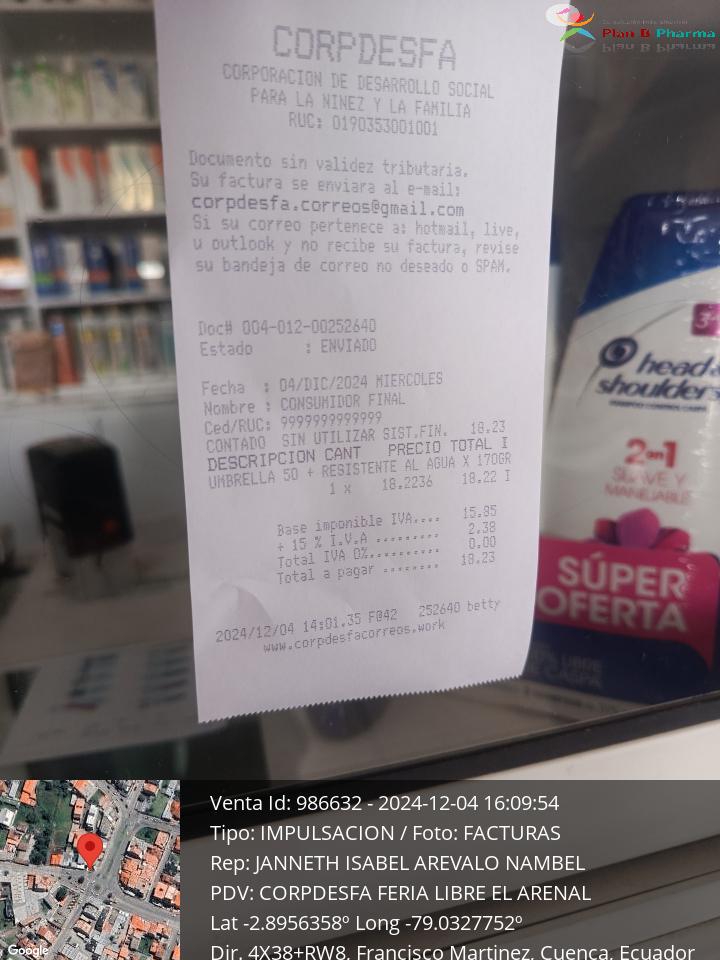 Plan B Pharma
CORPDESFA
CORPORACION DE DESARROLLO SOCIAL
PARA LA NINEZ Y LA FAMILIA
RUC: 0190353001001
Documento sin validez tributaria.
Su factura se enviara al e-mail:
corpdesfa.correos@gmail.com
Si su correo pertenece a: hotmail, live,
u outlook y no recibe su factura, revise
su bandeja de correo no deseado o SPAM.
Doc# 004-012-00252640
Estado : ENVIADO
Fecha : 04/DIC/2024 MIERCOLES
Nombre : CONSUMIDOR FINAL
Ced/RUC: 9999999999999
CONTADO SIN UTILIZAR SIST.FIN. 18.23
DESCRIPCION CANT PRECIO TOTAL I
UMBRELLA 50 + RESISTENTE AL AGUA X 170GR
1 x 18.2236 18.22 I
Base imponible IVA.... 15.85
+ 15 % I.V.A ......... 2.38
Total IVA 0%.......... 0.00
Total a pagar ........ 18.23
2024/12/04 14:01.35 F@42 252640 betty
www.corpdesfacorreos.work
head&
shoulders
2en1
SUAVE Y
MANEJABLE
SÚPER
OFERTA
Venta Id: 986632 - 2024-12-04 16:09:54
Tipo: IMPULSACION / Foto: FACTURAS
Rep: JANNETH ISABEL AREVALO NAMBEL
PDV: CORPDESFA FERIA LIBRE EL ARENAL
Lat -2.8956358º Long -79.0327752º
Dir. 4X38+RW8, Francisco Martinez, Cuenca, Ecuador
Google